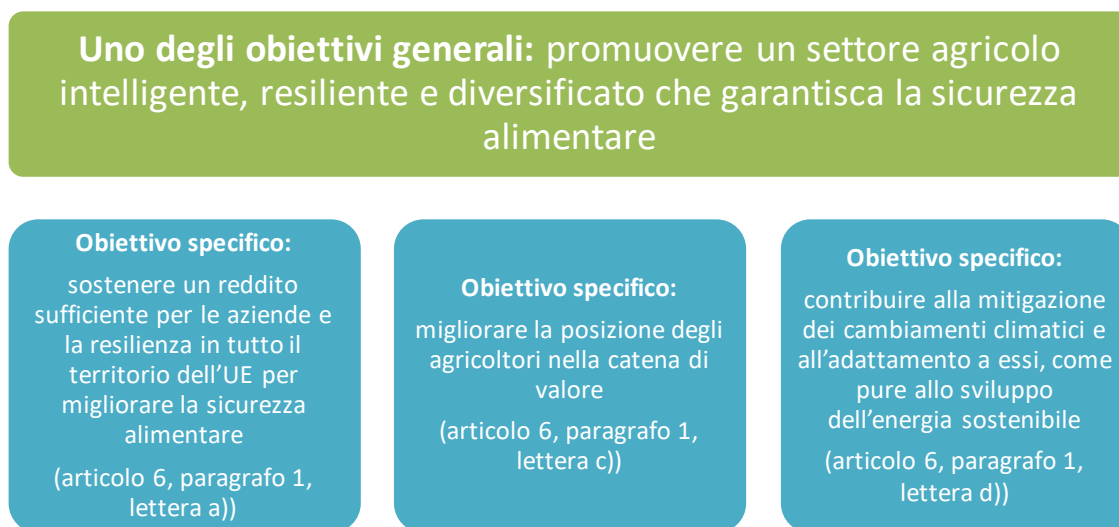 Uno degli obiettivi generali: promuovere un settore agricolo
intelligente, resiliente e diversificato che garantisca la sicurezza
alimentare
Obiettivo specifico:
sostenere un reddito
sufficiente per le aziende e
la resilienza in tutto il
territorio dell'UE per
migliorare la sicurezza
alimentare
(articolo 6, paragrafo 1,
lettera a))
Obiettivo specifico:
migliorare la posizione degli
agricoltori nella catena di
valore
(articolo 6, paragrafo 1,
lettera c))
Obiettivo specifico:
contribuire alla mitigazione
dei cambiamenti climatici e
all'adattamento a essi, come
pure allo sviluppo
dell'energia sostenibile
(articolo 6, paragrafo 1,
lettera d))